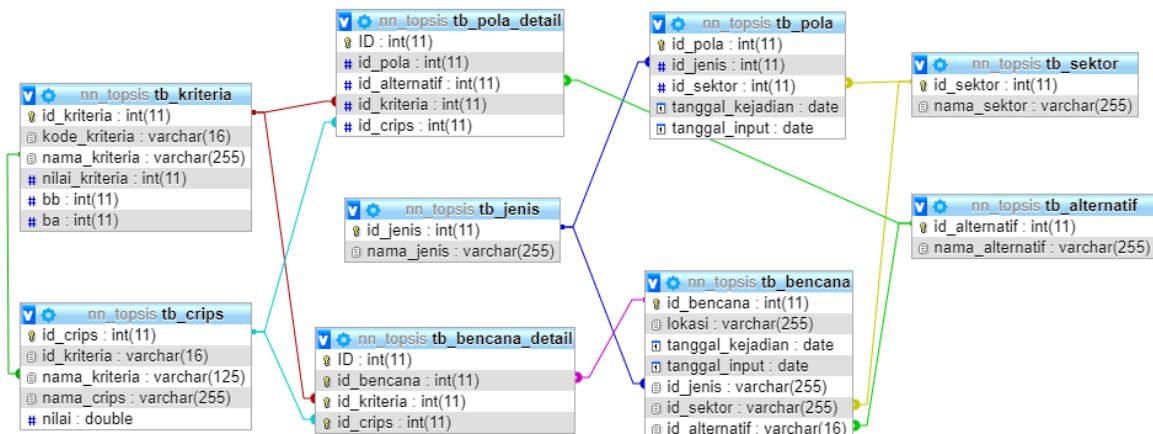 nn_topsis tb_kriteria
id_kriteria : int(11)
kode_kriteria : varchar(16)
nama_kriteria : varchar(255)
nilai_kriteria : int(11)
bb : int(11)
ba : int(11)
nn_topsis tb_crips
id_crips : int(11)
id_kriteria : varchar(16)
nama_kriteria : varchar(125)
nama_crips : varchar(255)
nilai : double
nn_topsis tb_pola_detail
ID : int(11)
id_pola : int(11)
id_alternatif : int(11)
id_kriteria : int(11)
id_crips : int(11)
nn_topsis tb_jenis
id_jenis : int(11)
nama_jenis : varchar(255)
nn_topsis tb_bencana_detail
ID : int(11)
id_bencana : int(11)
id_kriteria : int(11)
id_crips : int(11)
nn_topsis tb_pola
id_pola : int(11)
id_jenis : int(11)
id_sektor : int(11)
tanggal_kejadian : date
tanggal_input : date
nn_topsis tb_bencana
id_bencana : int(11)
lokasi : varchar(255)
tanggal_kejadian : date
tanggal_input : date
id_jenis : varchar(255)
id_sektor : varchar(255)
id_alternatif : varchar(16)
nn_topsis tb_sektor
id_sektor : int(11)
nama_sektor : varchar(255)
nn_topsis tb_alternatif
id_alternatif : int(11)
nama_alternatif : varchar(255)